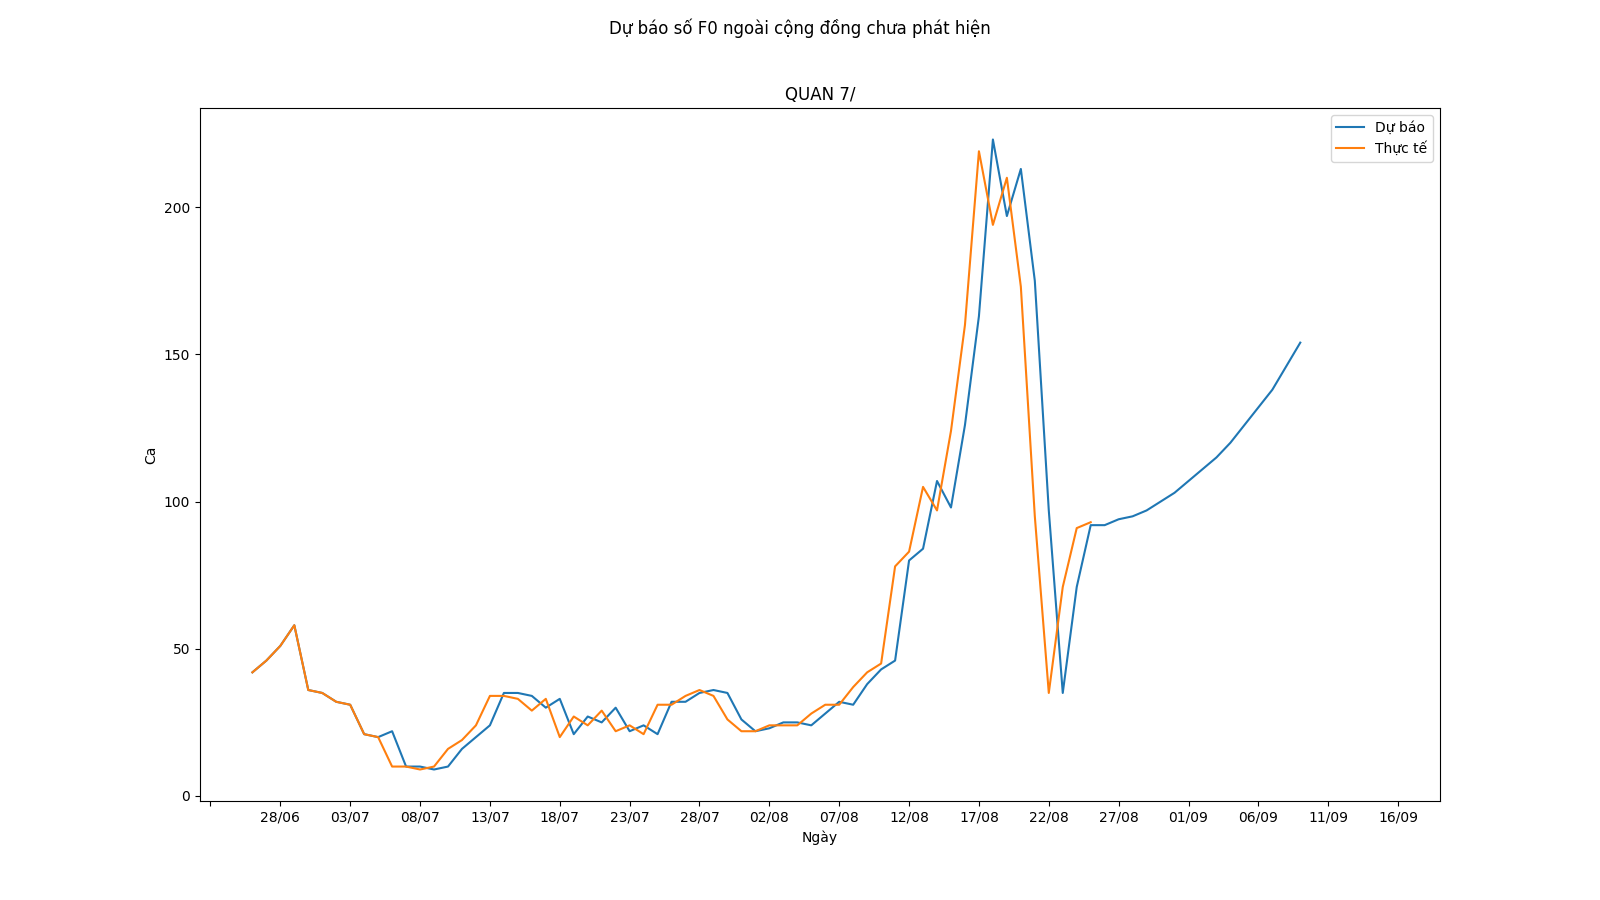 Dự báo số F0 ngoài cộng đồng chưa phát hiện
QUAN 7/
Dự báo
Thực tế
Ca
200
150
100
50
0
28/06 03/07 08/07 13/07 18/07 23/07 28/07 02/08 07/08 12/08 17/08 22/08 27/08 01/09 06/09 11/09 16/09
Ngày